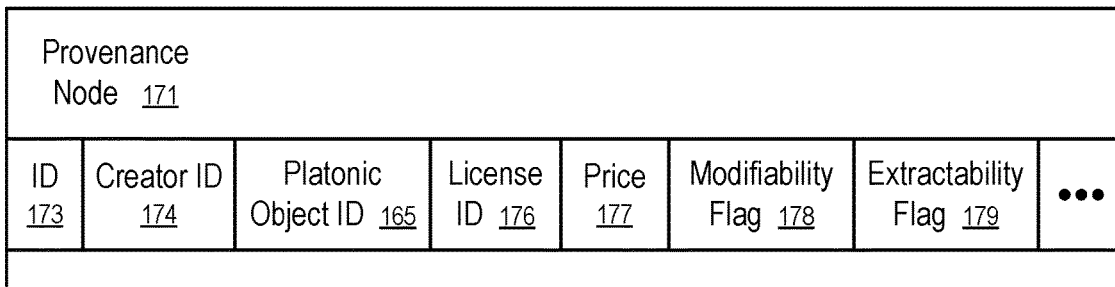 Provenance
Node 171
ID Creator ID Platonic License Price Modifiability Extractability
173 174 Object ID 165 ID 176 177 Flag 178 Flag 179 •••